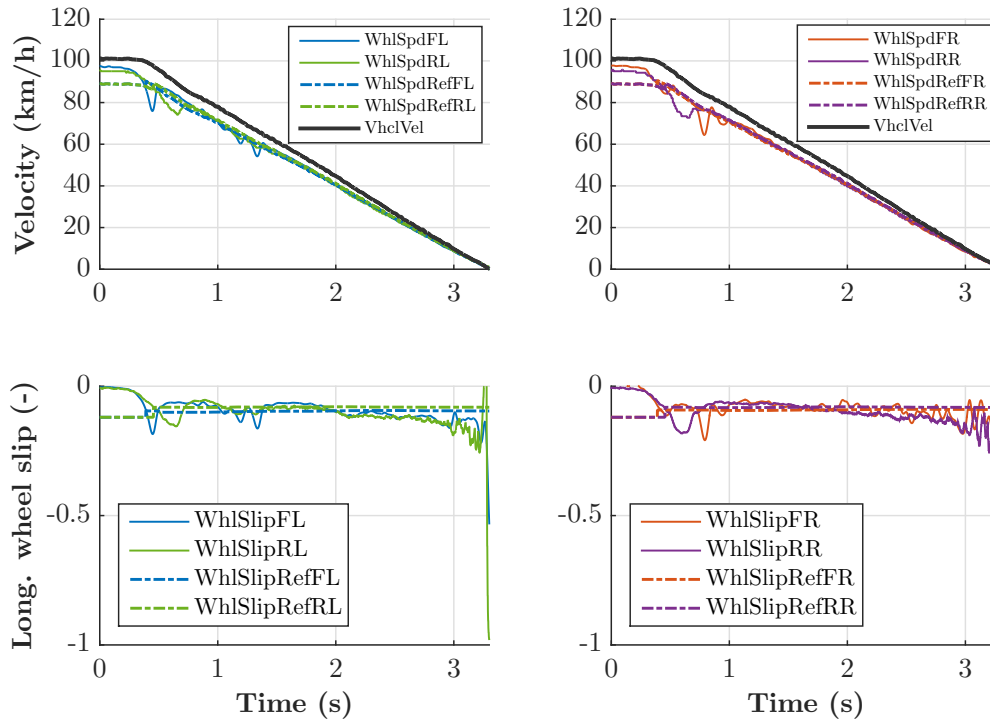 Velocity (km/h)
120
100
80
60
40
20
0
0 1 2 3
WhlSpdFL
WhlSpdRL
WhlSpdRefFL
WhlSpdRefRL
VhclVel
120
100
80
60
40
20
0
0 1 2 3
WhlSpdFR
WhlSpdRR
WhlSpdRefFR
WhlSpdRefRR
VhclVel
Long. wheel slip (-)
0
-0.5
-1
0 1 2 3
Time (s)
WhlSlipFL
WhlSlipRL
WhlSlipRefFL
WhlSlipRefRL
0
-0.5
-1
0 1 2 3
Time (s)
WhlSlipFR
WhlSlipRR
WhlSlipRefFR
WhlSlipRefRR